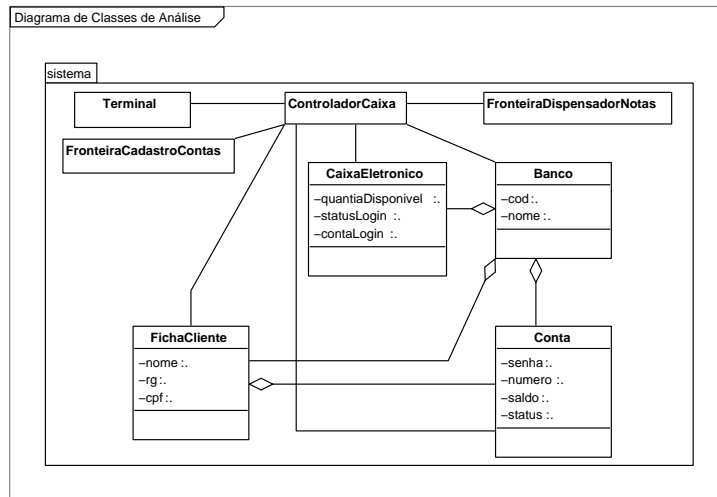 Diagrama de Classes de Análise
sistema
Terminal
ControladorCaixa
FronteiraDispensadorNotas
FronteiraCadastroContas
CaixaEletronico
–quantiaDisponivel :.
–statusLogin :.
–contaLogin :.
Banco
–cod:.
–nome :.
FichaCliente
–nome :.
–rg :.
–cpf :.
Conta
–senha:.
–numero :.
–saldo :.
–status :.